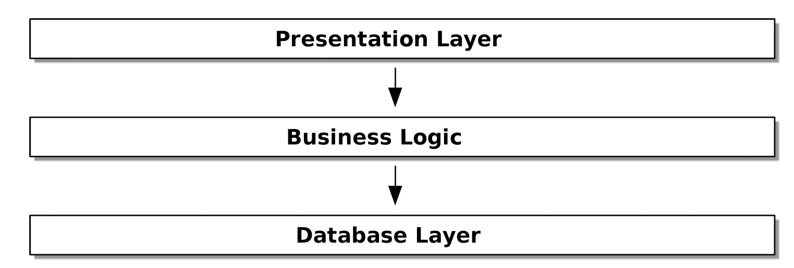 Presentation Layer
Business Logic
Database Layer